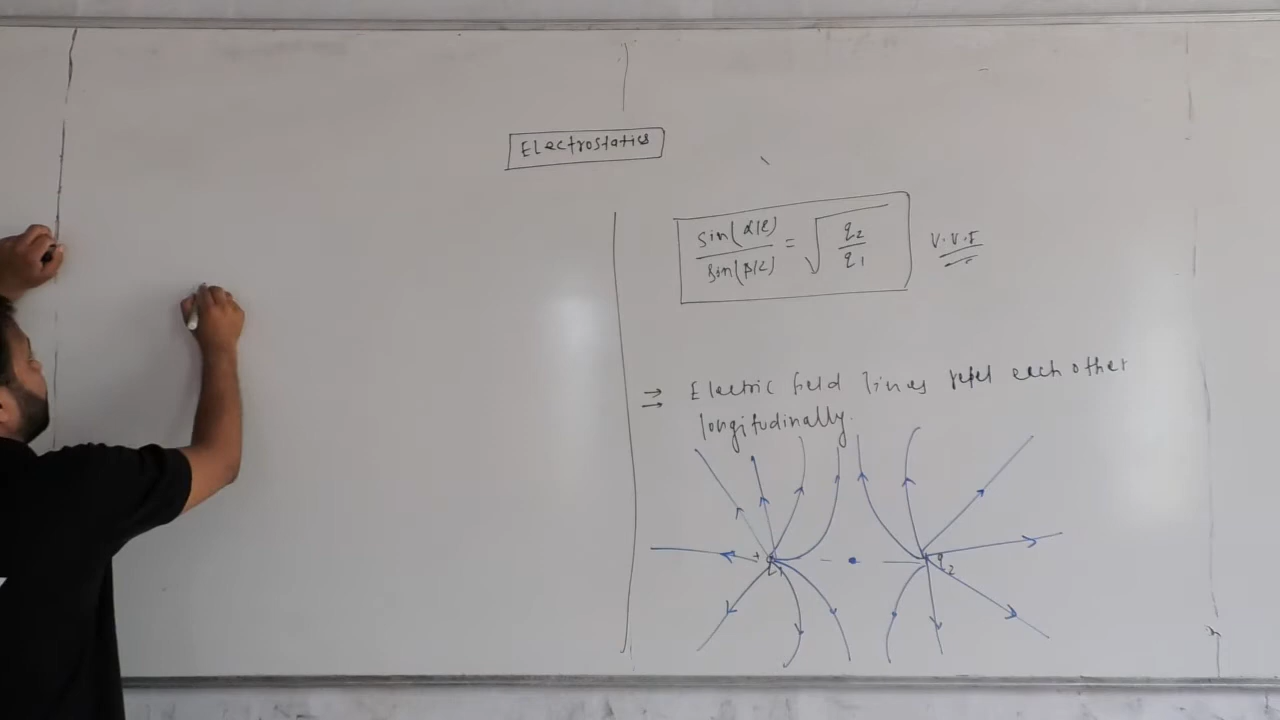 Electrostatics
sin(α/2) / sin(β/2) = √(q₂/q₁)
V.V.I
⇒ Electric field lines repel each other
longitudinally.
+ q₁ q₂